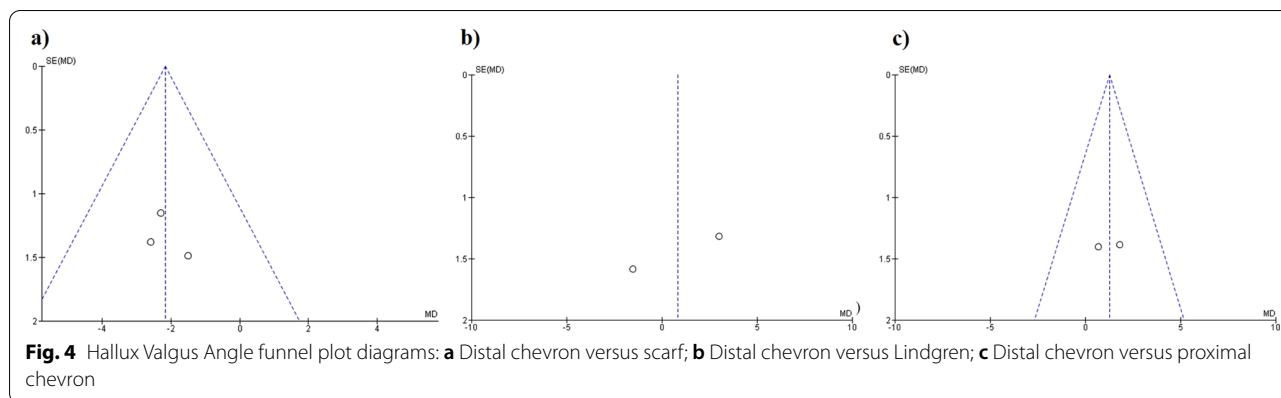 a)
b)
c)
SE(MD)
0
0.5
1
1.5
2
-4
-2
0
2
4
MD
SE(MD)
0
0.5
1
1.5
2
-10
-5
0
5
10
MD
)
SE(MD)
0
0.5
1
1.5
2
-10
-5
0
5
10
MD
Fig. 4 Hallux Valgus Angle funnel plot diagrams: a Distal chevron versus scarf; b Distal chevron versus Lindgren; c Distal chevron versus proximal
chevron